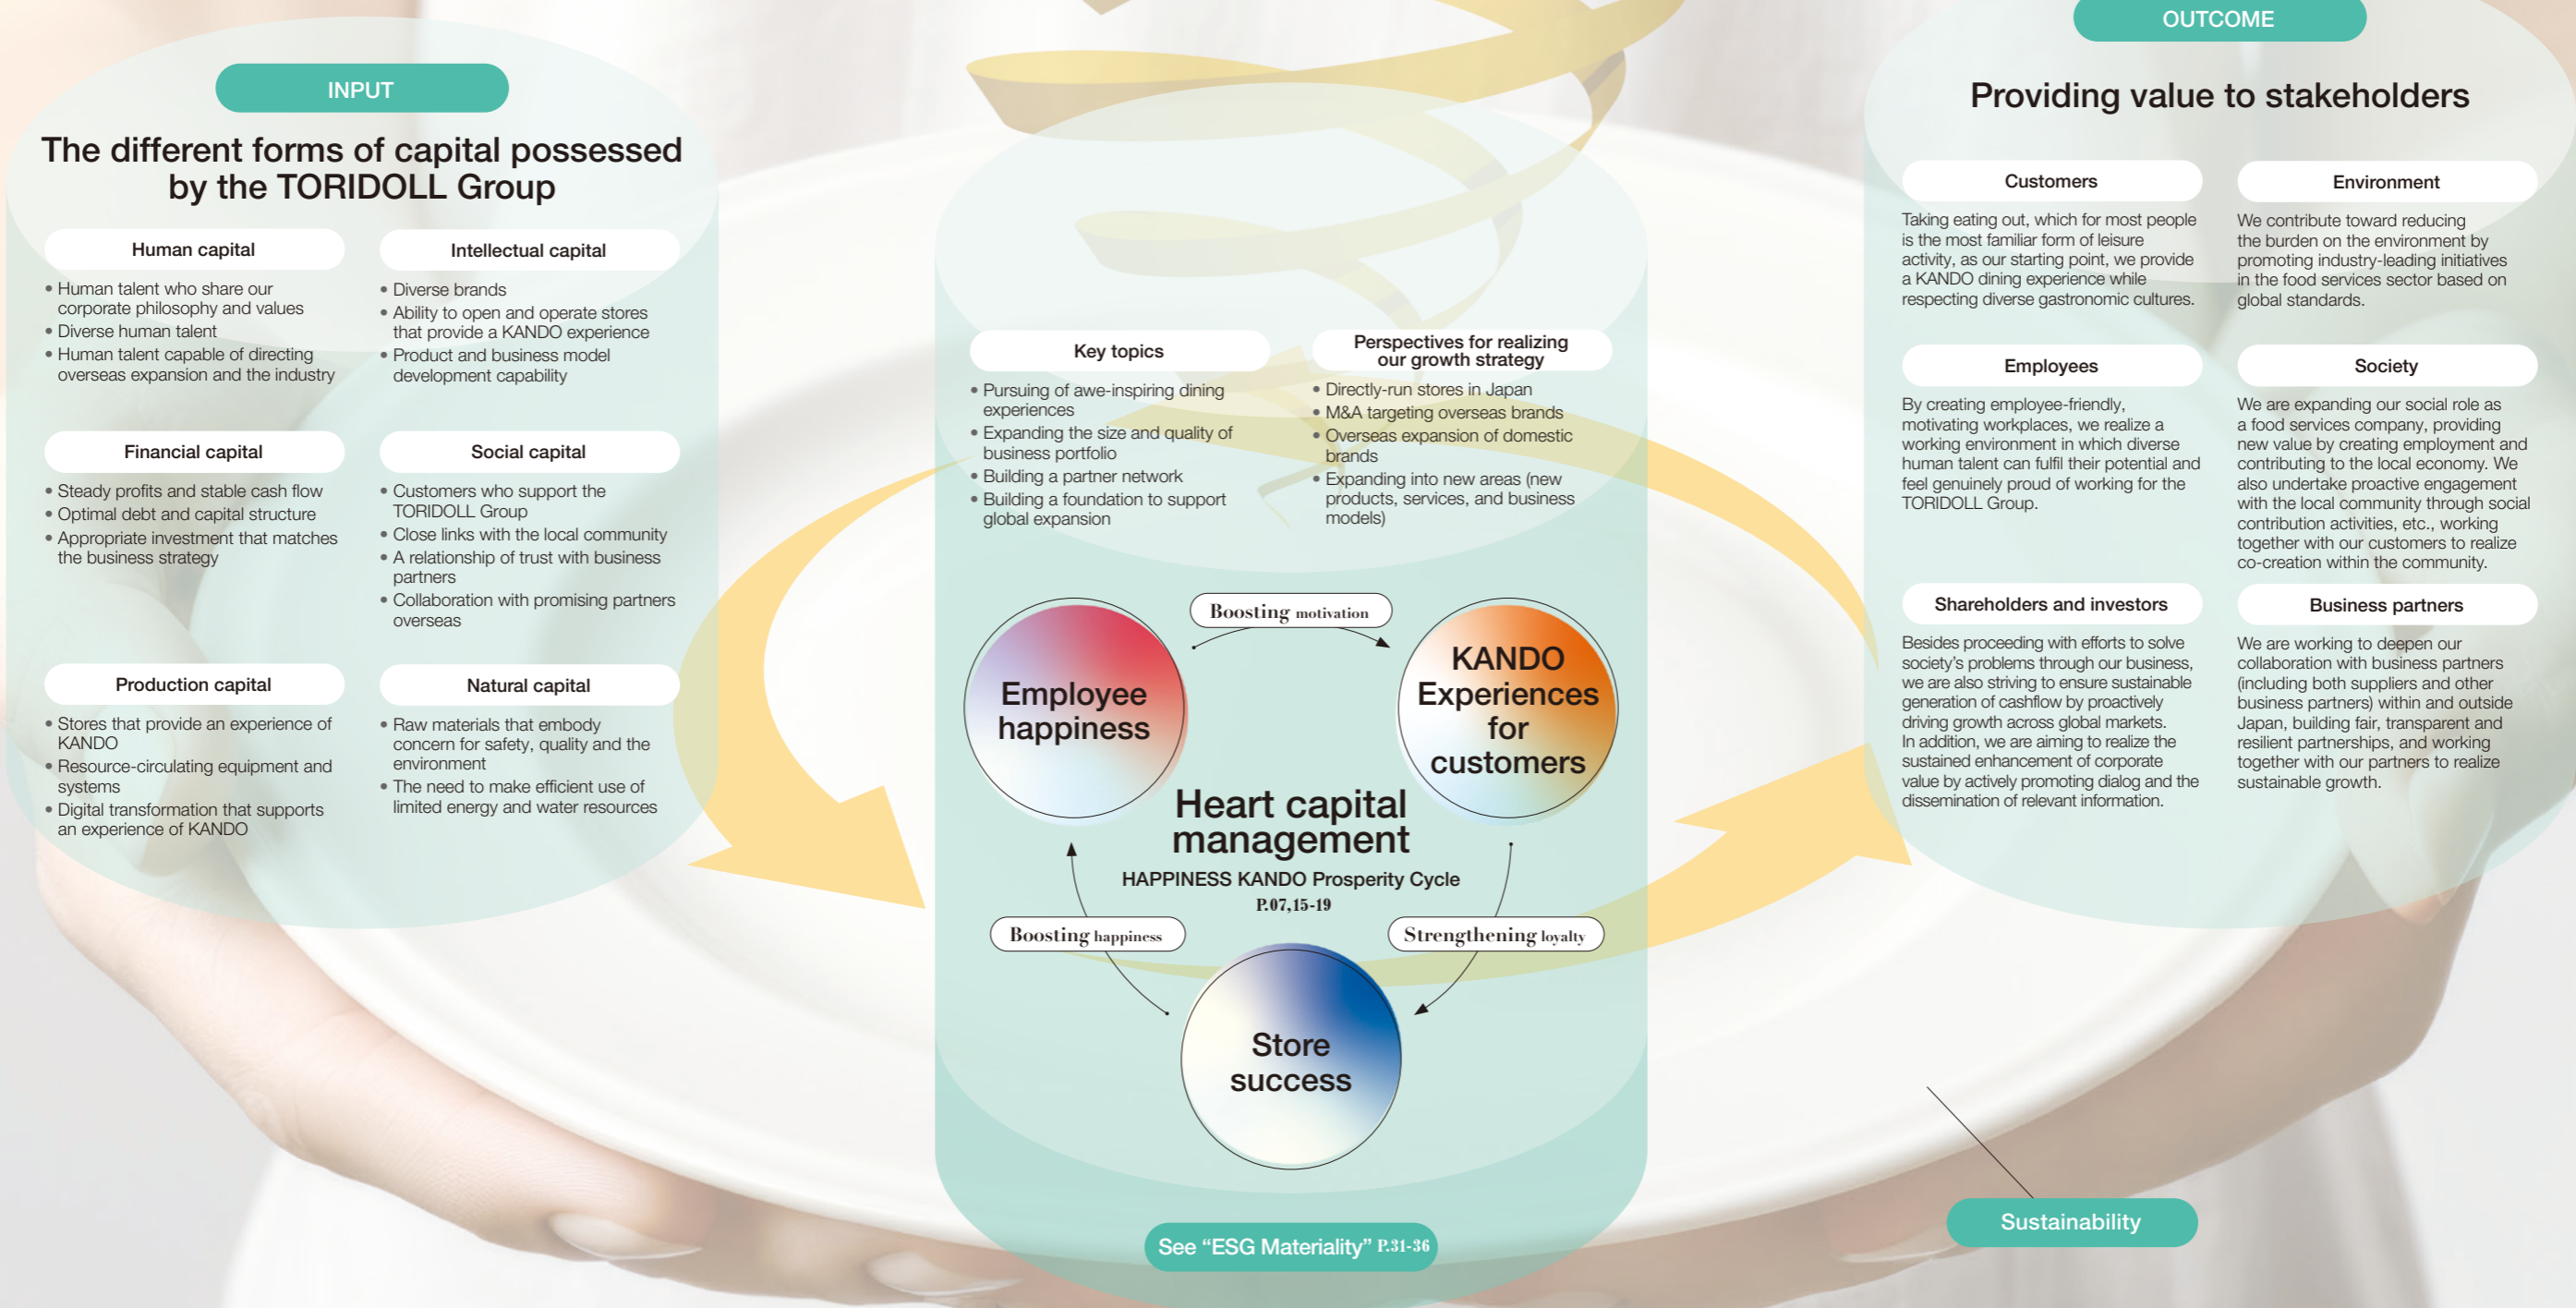 INPUT
The different forms of capital possessed
by the TORIDOLL Group
Human capital
• Human talent who share our
corporate philosophy and values
• Diverse human talent
• Human talent capable of directing
overseas expansion and the industry
Intellectual capital
• Diverse brands
• Ability to open and operate stores
that provide a KANDO experience
• Product and business model
development capability
Financial capital
• Steady profits and stable cash flow
• Optimal debt and capital structure
• Appropriate investment that matches
the business strategy
Social capital
• Customers who support the
TORIDOLL Group
• Close links with the local community
• A relationship of trust with business
partners
• Collaboration with promising partners
overseas
Production capital
• Stores that provide an experience of
KANDO
• Resource-circulating equipment and
systems
• Digital transformation that supports
an experience of KANDO
Natural capital
• Raw materials that embody
concern for safety, quality and the
environment
• The need to make efficient use of
limited energy and water resources
Key topics
• Pursuing of awe-inspiring dining
experiences
• Expanding the size and quality of
business portfolio
• Building a partner network
• Building a foundation to support
global expansion
Perspectives for realizing
our growth strategy
• Directly-run stores in Japan
• M&A targeting overseas brands
• Overseas expansion of domestic
brands
• Expanding into new areas (new
products, services, and business
models)
Boosting motivation
Employee
happiness
KANDO
Experiences
for
customers
Heart capital
management
HAPPINESS KANDO Prosperity Cycle
P.07,15-19
Boosting happiness
Strengthening loyalty
Store
success
See “ESG Materiality” P.31-36
OUTCOME
Providing value to stakeholders
Customers
Taking eating out, which for most people
is the most familiar form of leisure
activity, as our starting point, we provide
a KANDO dining experience while
respecting diverse gastronomic cultures.
Environment
We contribute toward reducing
the burden on the environment by
promoting industry-leading initiatives
in the food services sector based on
global standards.
Employees
By creating employee-friendly,
motivating workplaces, we realize a
working environment in which diverse
human talent can fulfil their potential and
feel genuinely proud of working for the
TORIDOLL Group.
Society
We are expanding our social role as
a food services company, providing
new value by creating employment and
contributing to the local economy. We
also undertake proactive engagement
with the local community through social
contribution activities, etc., working
together with our customers to realize
co-creation within the community.
Shareholders and investors
Besides proceeding with efforts to solve
society's problems through our business,
we are also striving to ensure sustainable
generation of cashflow by proactively
driving growth across global markets.
In addition, we are aiming to realize the
sustained enhancement of corporate
value by actively promoting dialog and the
dissemination of relevant information.
Business partners
We are working to deepen our
collaboration with business partners
(including both suppliers and other
business partners) within and outside
Japan, building fair, transparent and
resilient partnerships, and working
together with our partners to realize
sustainable growth.
Sustainability